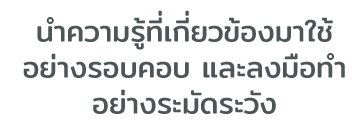 นำความรู้ที่เกี่ยวข้องมาใช้
อย่างรอบคอบ และลงมือทำ
อย่างระมัดระวัง